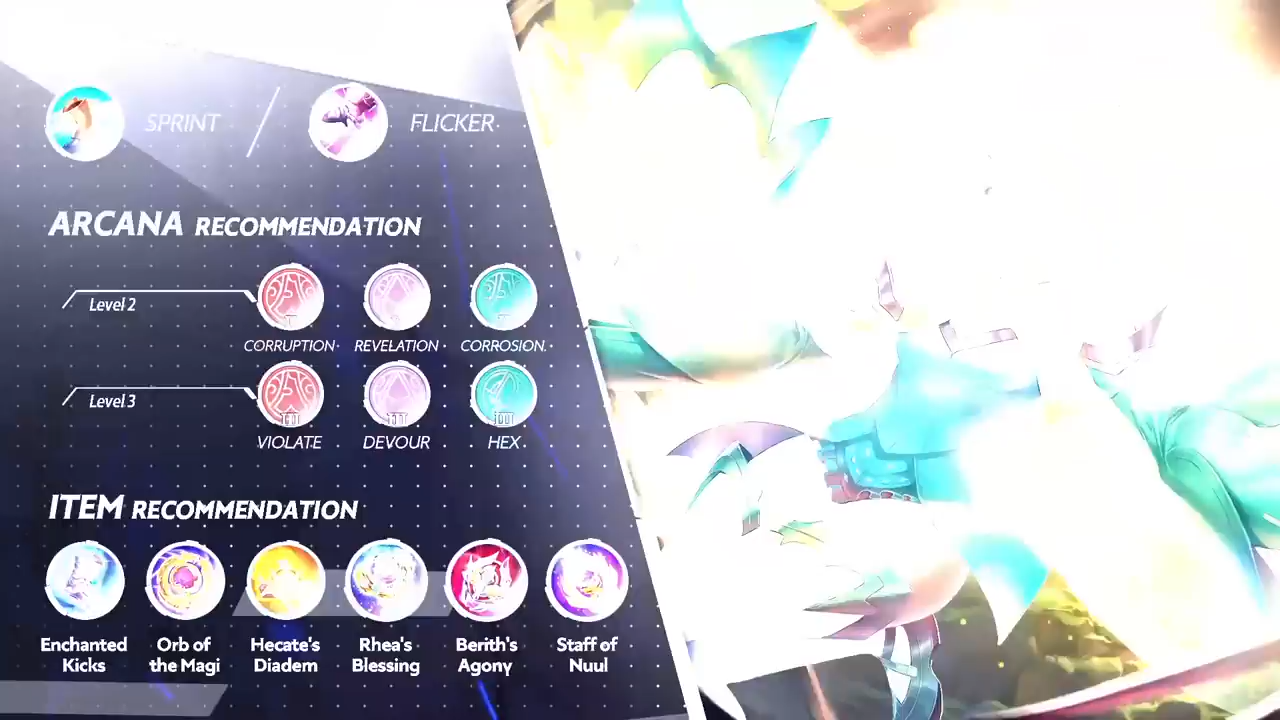 SPRINT / FLICKER
ARCANA RECOMMENDATION
Level 2
CORRUPTION REVELATION CORROSION
Level 3
VIOLATE DEVOUR HEX
ITEM RECOMMENDATION
Enchanted Kicks
Orb of the Magi
Hecate's Diadem
Rhea's Blessing
Berith's Agony
Staff of Nuul